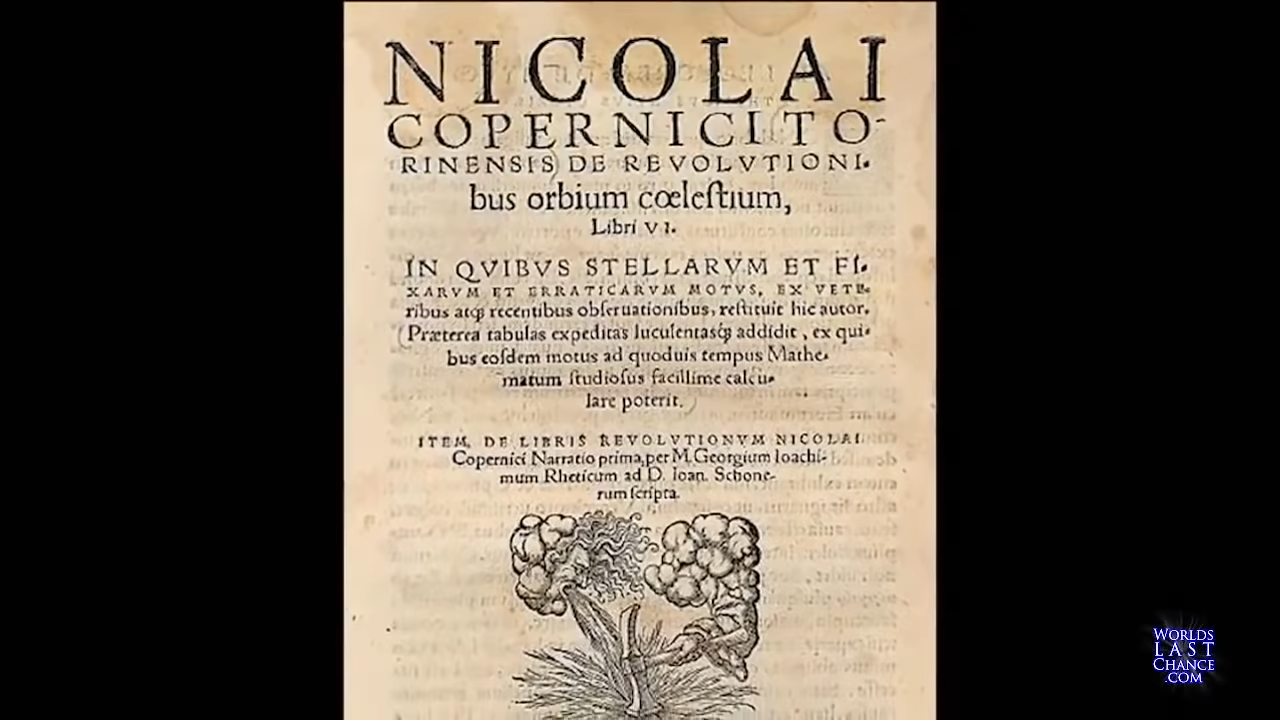 NICOLAI
COPERNICI TO-
RINENSIS DE REVOLVTIONI-
bus orbium cœleſtium,
Libri VI.
IN QVIBVS STELLARVM ET FI-
XARVM ET ERRATICARVM MOTVS, EX VETE-
ribus atq; recentibus obſeruationibus, reſtituit hic autor.
Præterea tabulas expeditas luculentasq; addidit, ex qui-
bus eoſdem motus ad quoduis tempus Mathe-
matum ſtudioſus facillime calcu-
lare poterit.
ITEM, DE LIBRIS REVOLVTIONVM NICOLAI
Copernici Narratio prima, per M. Georgium Ioachi-
mum Rheticum ad D. Ioan. Schone-
rum ſcripta.
WORLDS
LAST
CHANCE
.COM